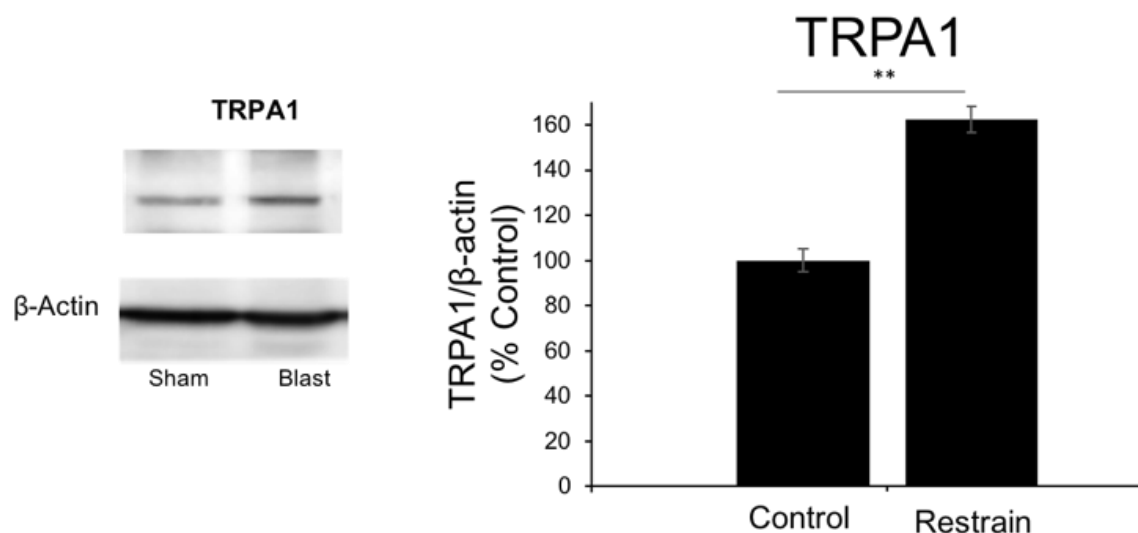 TRPA1
β-Actin
Sham Blast
TRPA1
**
TRPA1/β-actin
(% Control)
160
140
120
100
80
60
40
20
0
Control Restrain